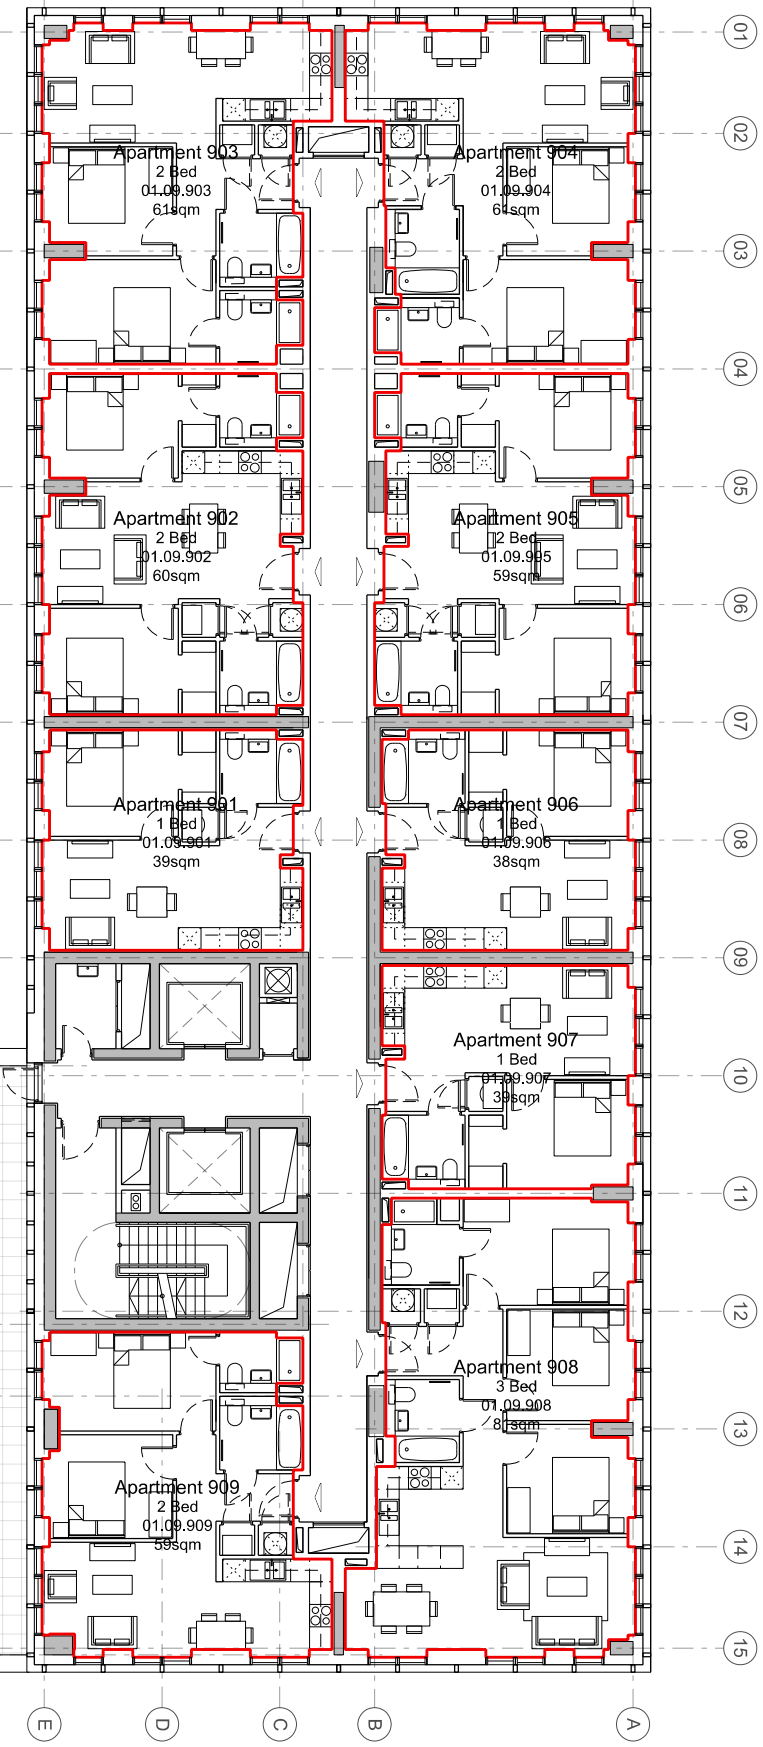 01
02
Apartment 903
2 Bed
01.09.903
61sqm
Apartment 904
2 Bed
01.09.904
61sqm
03
04
05
Apartment 902
2 Bed
01.09.902
60sqm
Apartment 905
2 Bed
01.09.905
59sqm
06
07
Apartment 901
1 Bed
01.09.901
39sqm
Apartment 906
1 Bed
01.09.906
38sqm
08
09
Apartment 907
1 Bed
01.09.907
39sqm
10
11
12
Apartment 908
3 Bed
01.09.908
81sqm
13
Apartment 909
2 Bed
01.09.909
59sqm
14
15
E
D
C
B
A